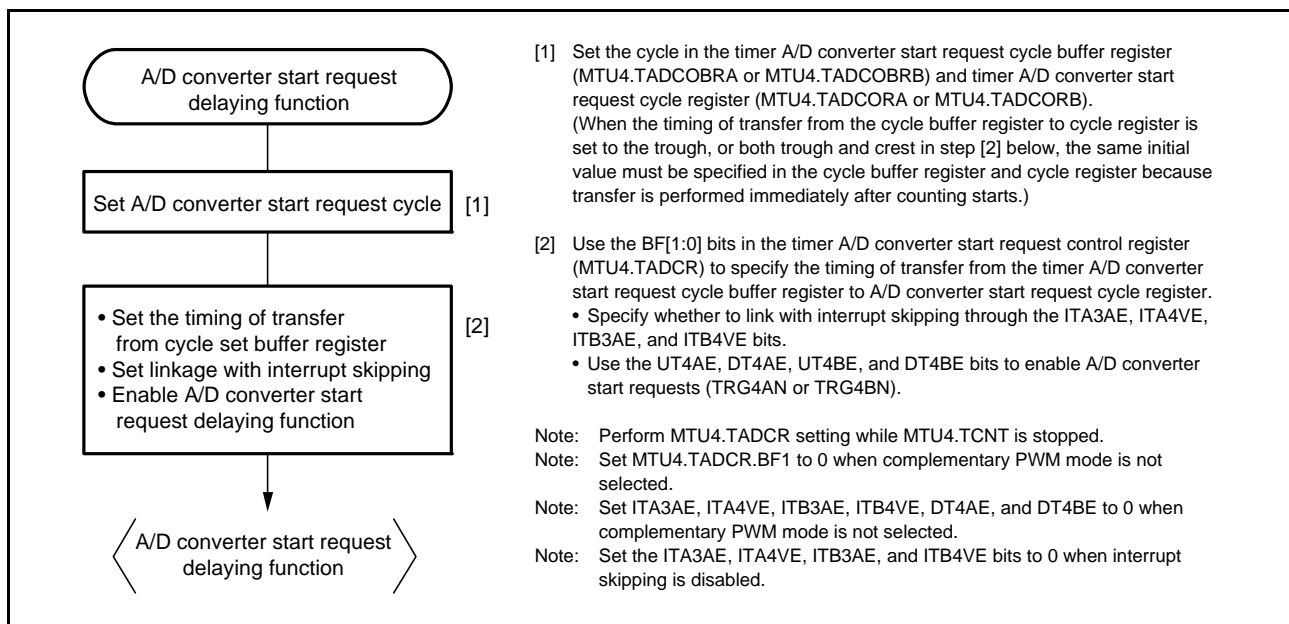 A/D converter start request
delaying function
Set A/D converter start request cycle
[1]
• Set the timing of transfer
from cycle set buffer register
• Set linkage with interrupt skipping
• Enable A/D converter start
request delaying function
[2]
A/D converter start request
delaying function
[1] Set the cycle in the timer A/D converter start request cycle buffer register
(MTU4.TADCOBRA or MTU4.TADCOBRB) and timer A/D converter start
request cycle register (MTU4.TADCORA or MTU4.TADCORB).
(When the timing of transfer from the cycle buffer register to cycle register is
set to the trough, or both trough and crest in step [2] below, the same initial
value must be specified in the cycle buffer register and cycle register because
transfer is performed immediately after counting starts.)
[2] Use the BF[1:0] bits in the timer A/D converter start request control register
(MTU4.TADCR) to specify the timing of transfer from the timer A/D converter
start request cycle buffer register to A/D converter start request cycle register.
• Specify whether to link with interrupt skipping through the ITA3AE, ITA4VE,
ITB3AE, and ITB4VE bits.
• Use the UT4AE, DT4AE, UT4BE, and DT4BE bits to enable A/D converter
start requests (TRG4AN or TRG4BN).
Note: Perform MTU4.TADCR setting while MTU4.TCNT is stopped.
Note: Set MTU4.TADCR.BF1 to 0 when complementary PWM mode is not
selected.
Note: Set ITA3AE, ITA4VE, ITB3AE, ITB4VE, DT4AE, and DT4BE to 0 when
complementary PWM mode is not selected.
Note: Set the ITA3AE, ITA4VE, ITB3AE, and ITB4VE bits to 0 when interrupt
skipping is disabled.